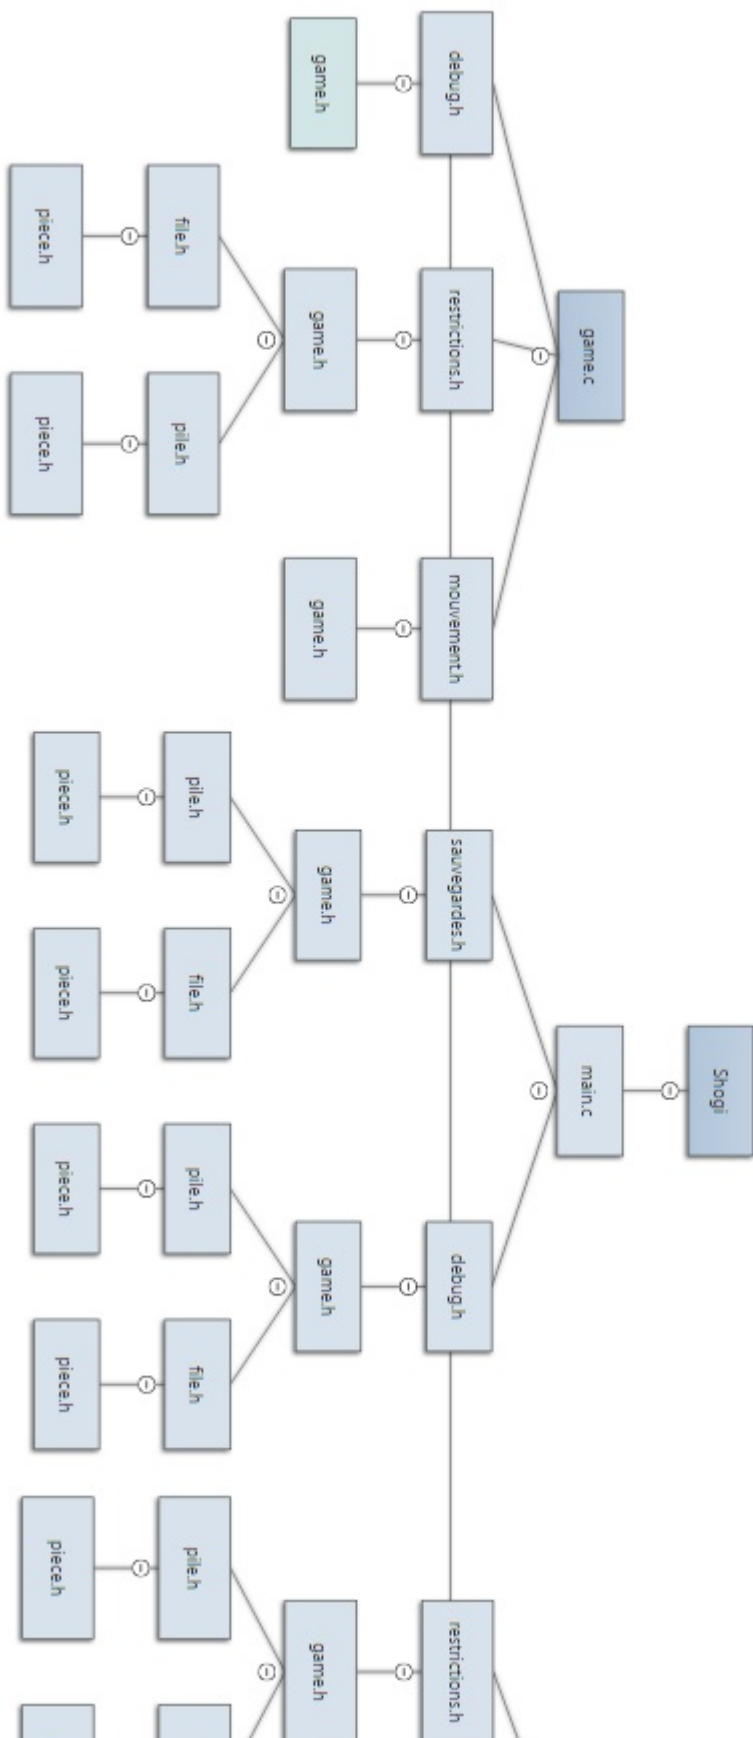 Shogi
game.c
main.c
debug.h
restrictions.h
mouvement.h
sauvegardes.h
debug.h
restrictions.h
game.h
game.h
game.h
game.h
game.h
game.h
file.h
pile.h
pile.h
file.h
pile.h
file.h
pile.h
piece.h
piece.h
piece.h
piece.h
piece.h
piece.h
piece.h